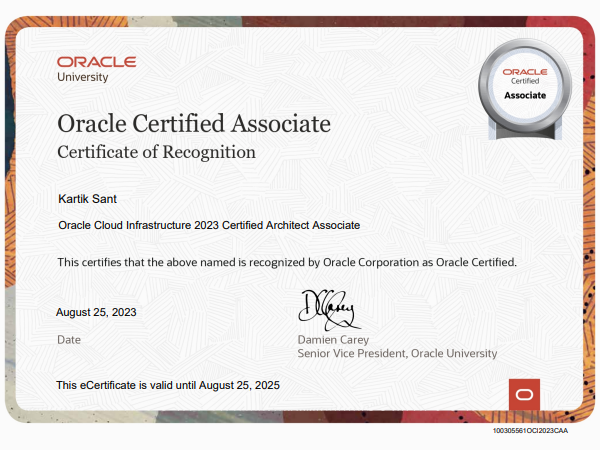 ORACLE
University
ORACLE
Certified
Associate
Oracle Certified Associate
Certificate of Recognition
Kartik Sant
Oracle Cloud Infrastructure 2023 Certified Architect Associate
This certifies that the above named is recognized by Oracle Corporation as Oracle Certified.
August 25, 2023
DCarey
Date
Damien Carey
Senior Vice President, Oracle University
This eCertificate is valid until August 25, 2025
100305561OCI2023CAA